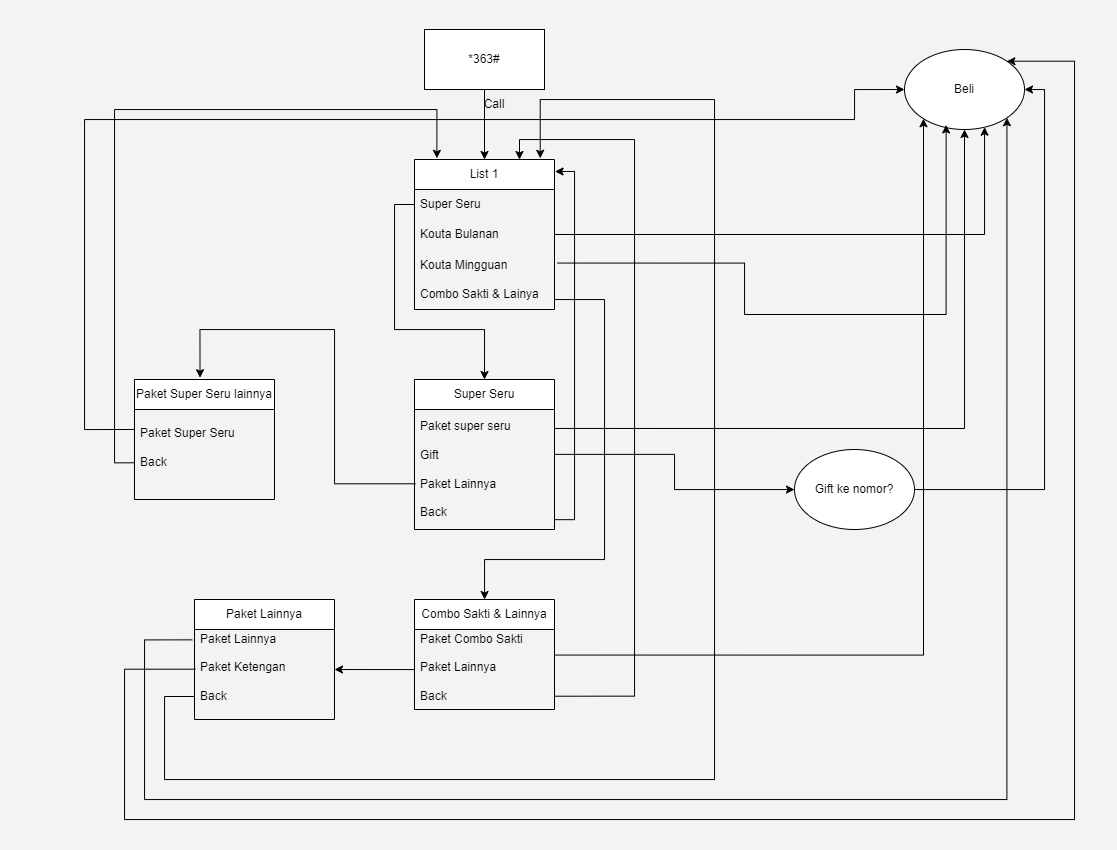 *363#
Call
Beli
List 1
Super Seru
Kouta Bulanan
Kouta Mingguan
Combo Sakti & Lainya
Paket Super Seru lainnya
Paket Super Seru
Back
Super Seru
Paket super seru
Gift
Paket Lainnya
Back
Gift ke nomor?
Paket Lainnya
Paket Lainnya
Paket Ketengan
Back
Combo Sakti & Lainnya
Paket Combo Sakti
Paket Lainnya
Back